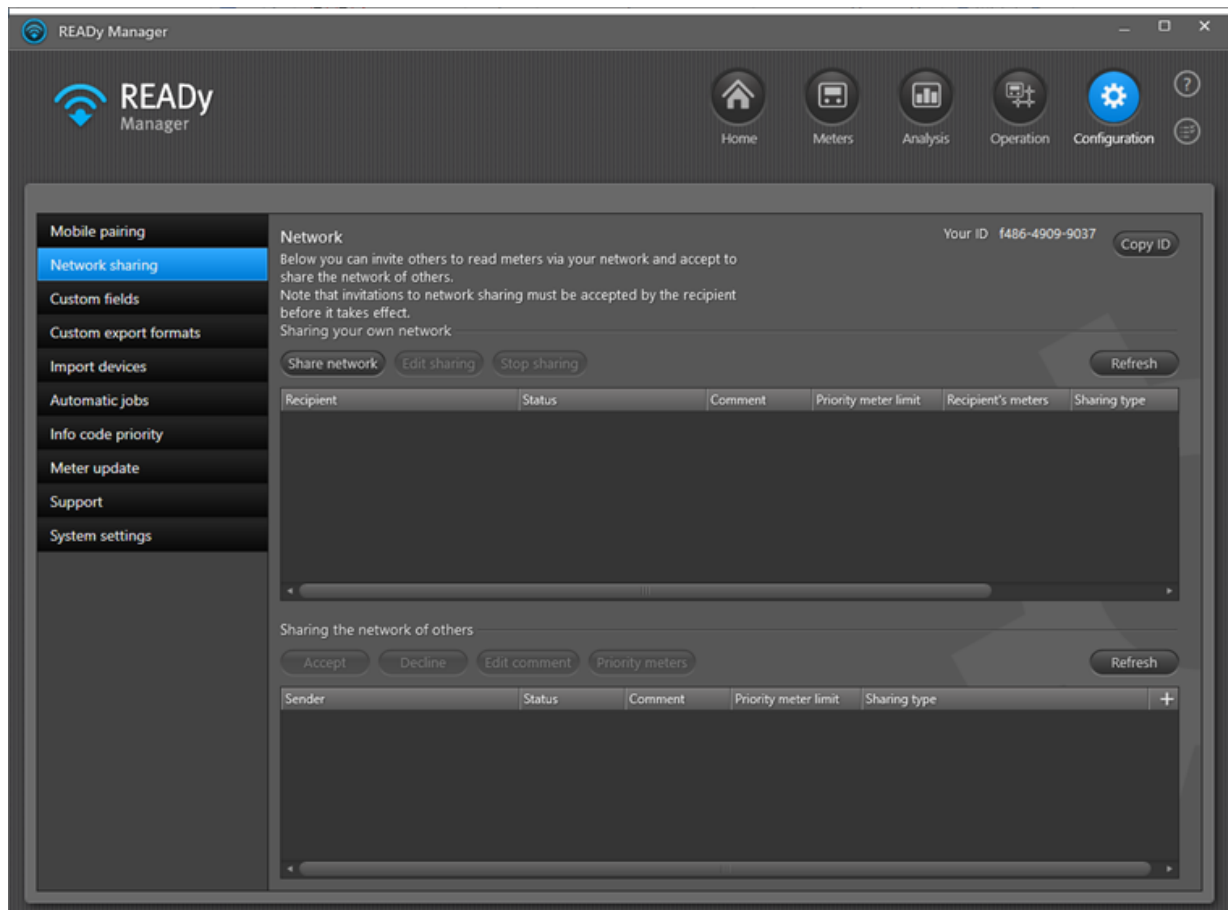 READy Manager
READy
Manager
Home
Meters
Analysis
Operation
Configuration
?
Mobile pairing
Network sharing
Custom fields
Custom export formats
Import devices
Automatic jobs
Info code priority
Meter update
Support
System settings
Network
Your ID f486-4909-9037
Copy ID
Below you can invite others to read meters via your network and accept to
share the network of others.
Note that invitations to network sharing must be accepted by the recipient
before it takes effect.
Sharing your own network
Share network Edit sharing Stop sharing Refresh
Recipient Status Comment Priority meter limit Recipient's meters Sharing type
Sharing the network of others
Accept Decline Edit comment Priority meters Refresh
Sender Status Comment Priority meter limit Sharing type +